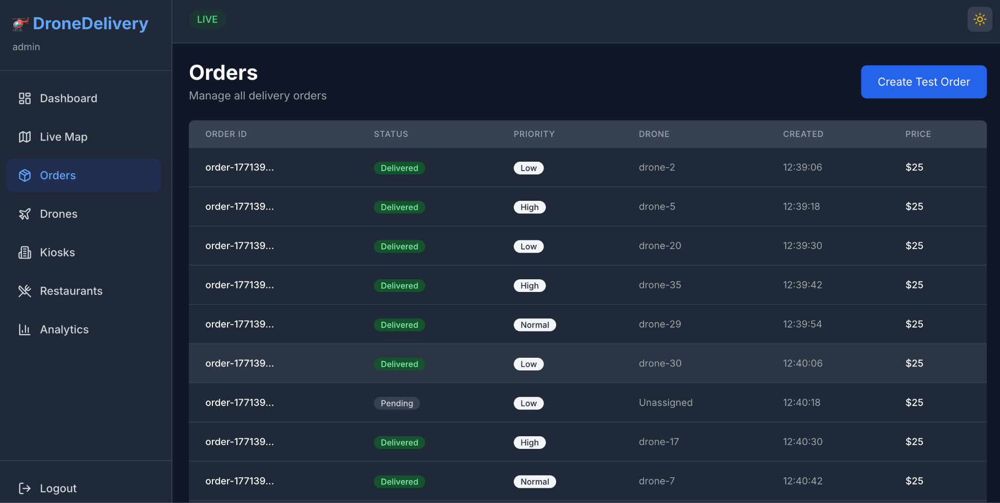 DroneDelivery
admin
Dashboard
Live Map
Orders
Drones
Kiosks
Restaurants
Analytics
Logout
LIVE
Orders
Manage all delivery orders
Create Test Order
ORDER ID STATUS PRIORITY DRONE CREATED PRICE
order-177139... Delivered Low drone-2 12:39:06 $25
order-177139... Delivered High drone-5 12:39:18 $25
order-177139... Delivered Low drone-20 12:39:30 $25
order-177139... Delivered High drone-35 12:39:42 $25
order-177139... Delivered Normal drone-29 12:39:54 $25
order-177139... Delivered Low drone-30 12:40:06 $25
order-177139... Pending Low Unassigned 12:40:18 $25
order-177139... Delivered High drone-17 12:40:30 $25
order-177139... Delivered Normal drone-7 12:40:42 $25